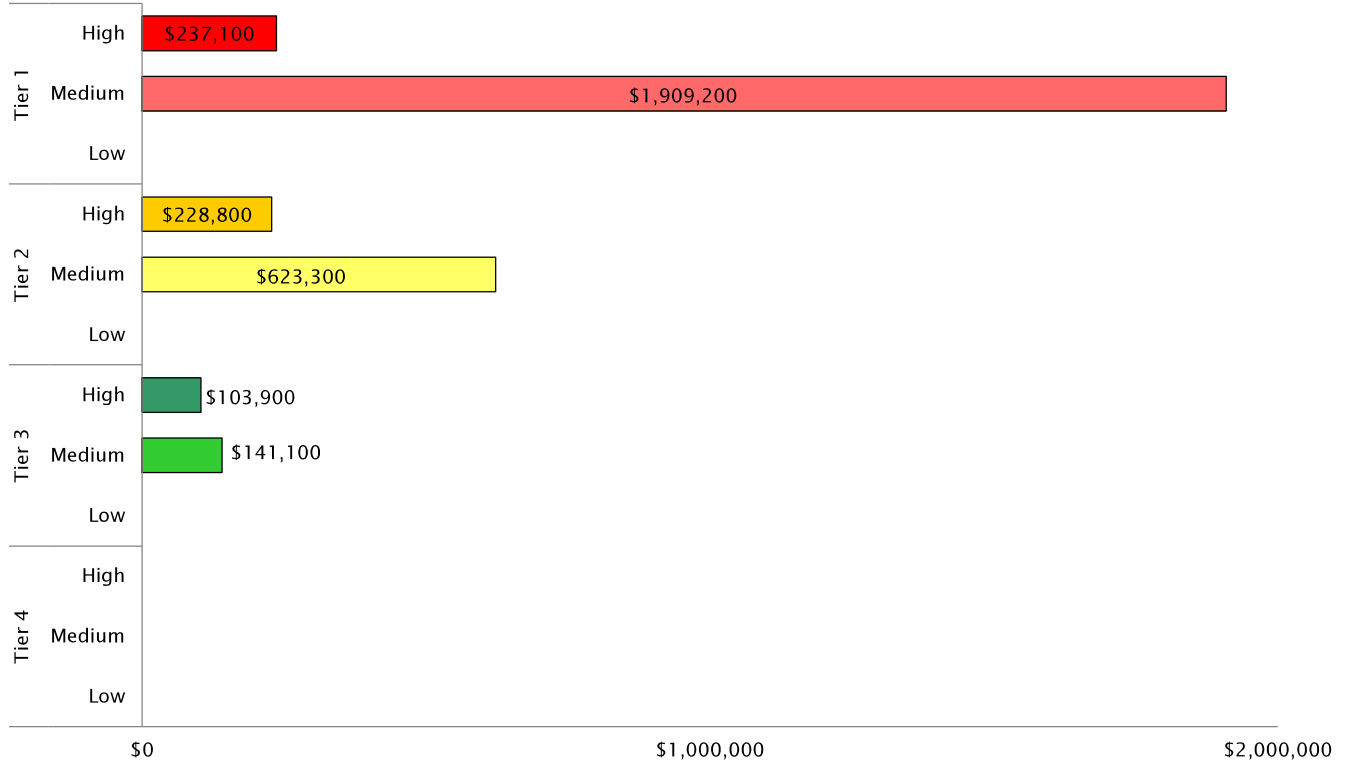 Tier 1
High
$237,100
Medium
$1,909,200
Low
Tier 2
High
$228,800
Medium
$623,300
Low
Tier 3
High
$103,900
Medium
$141,100
Low
Tier 4
High
Medium
Low
$0
$1,000,000
$2,000,000